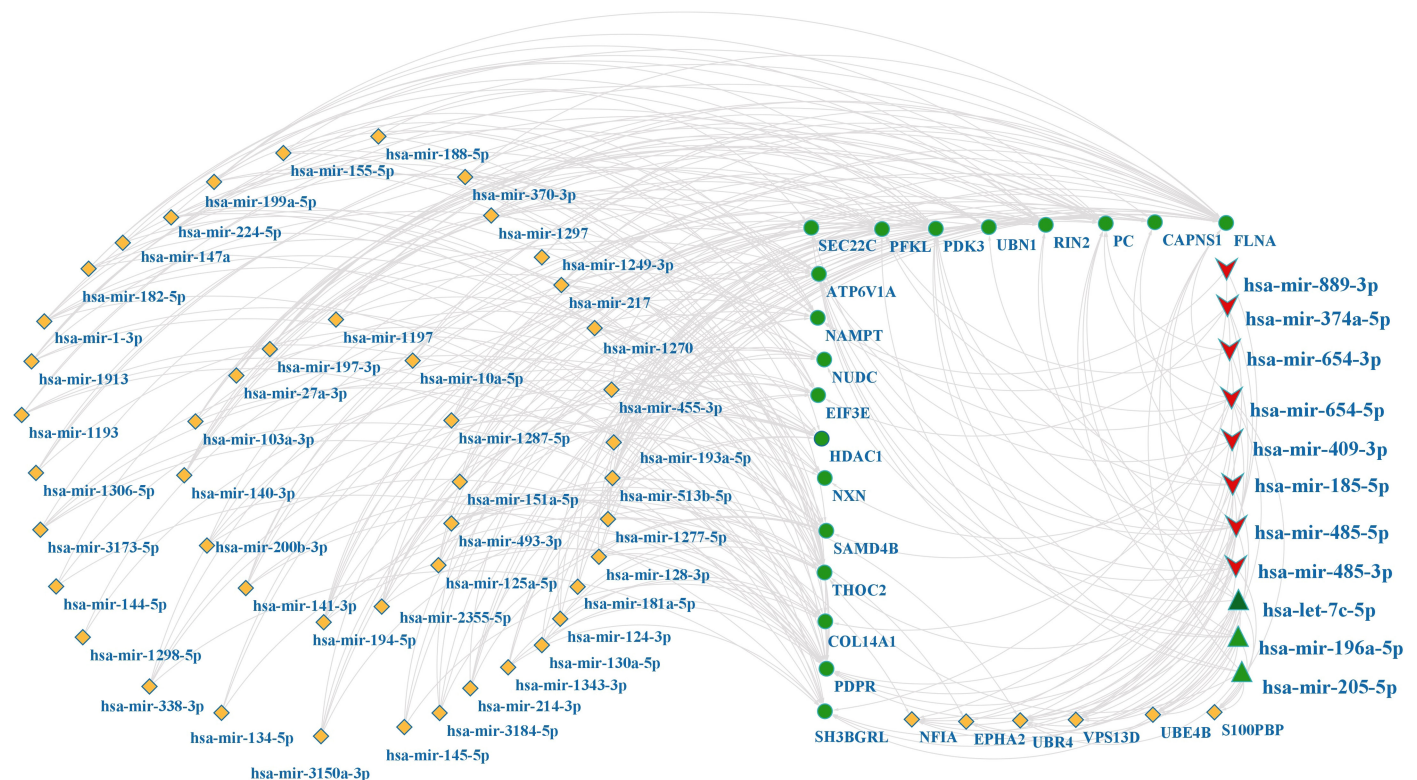 hsa-mir-188-5p
hsa-mir-155-5p
hsa-mir-370-3p
hsa-mir-199a-5p
hsa-mir-224-5p
hsa-mir-1297
hsa-mir-147a
hsa-mir-1249-3p
hsa-mir-182-5p
hsa-mir-217
hsa-mir-1-3p
hsa-mir-1197
hsa-mir-1270
hsa-mir-197-3p
hsa-mir-1913
hsa-mir-10a-5p
hsa-mir-27a-3p
hsa-mir-455-3p
hsa-mir-1193
hsa-mir-103a-3p
hsa-mir-1287-5p
hsa-mir-193a-5p
hsa-mir-1306-5p
hsa-mir-140-3p
hsa-mir-151a-5p
hsa-mir-513b-5p
hsa-mir-493-3p
hsa-mir-1277-5p
hsa-mir-3173-5p
hsa-mir-200b-3p
hsa-mir-128-3p
hsa-mir-125a-5p
hsa-mir-144-5p
hsa-mir-141-3p
hsa-mir-181a-5p
hsa-mir-2355-5p
hsa-mir-194-5p
hsa-mir-124-3p
hsa-mir-1298-5p
hsa-mir-130a-5p
hsa-mir-1343-3p
hsa-mir-338-3p
hsa-mir-214-3p
hsa-mir-134-5p
hsa-mir-3184-5p
hsa-mir-145-5p
hsa-mir-3150a-3p
SEC22C
PFKL
PDK3
UBN1
RIN2
PC
CAPNS1
FLNA
ATP6V1A
NAMPT
NUDC
EIF3E
HDAC1
NXN
SAMD4B
THOC2
COL14A1
PDPR
SH3BGRL
NFIA
EPHA2
UBR4
VPS13D
UBE4B
S100PBP
hsa-mir-889-3p
hsa-mir-374a-5p
hsa-mir-654-3p
hsa-mir-654-5p
hsa-mir-409-3p
hsa-mir-185-5p
hsa-mir-485-5p
hsa-mir-485-3p
hsa-let-7c-5p
hsa-mir-196a-5p
hsa-mir-205-5p